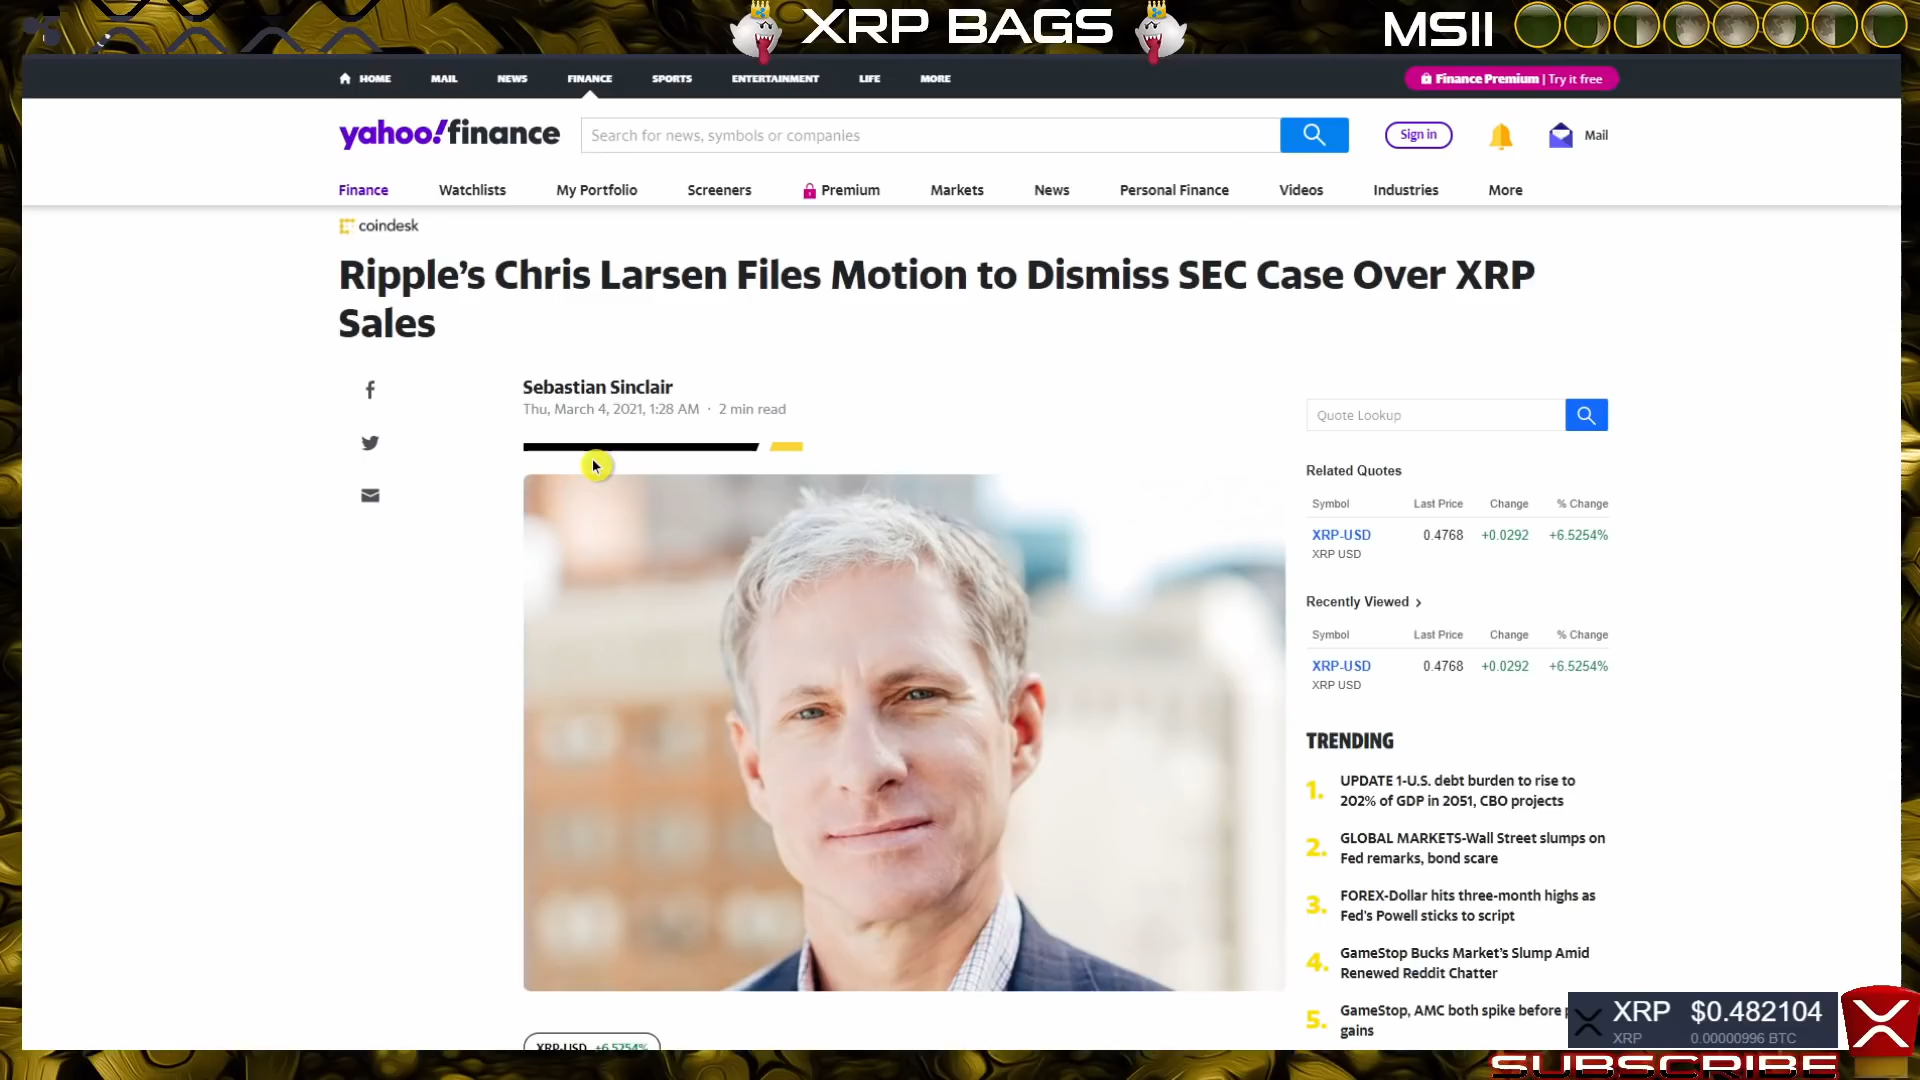 XRP BAGS
MSII
HOME MAIL NEWS FINANCE SPORTS ENTERTAINMENT LIFE MORE
Finance Premium | Try it free
yahoo!finance
Search for news, symbols or companies
Sign in
Mail
Finance Watchlists My Portfolio Screeners Premium Markets News Personal Finance Videos Industries More
coindesk
Ripple’s Chris Larsen Files Motion to Dismiss SEC Case Over XRP
Sales
Sebastian Sinclair
Thu, March 4, 2021, 1:28 AM · 2 min read
XRP-USD +6.5254%
Quote Lookup
Related Quotes
Symbol Last Price Change % Change
XRP-USD 0.4768 +0.0292 +6.5254%
XRP USD
Recently Viewed
Symbol Last Price Change % Change
XRP-USD 0.4768 +0.0292 +6.5254%
XRP USD
TRENDING
1. UPDATE 1-U.S. debt burden to rise to
202% of GDP in 2051, CBO projects
2. GLOBAL MARKETS-Wall Street slumps on
Fed remarks, bond scare
3. FOREX-Dollar hits three-month highs as
Fed's Powell sticks to script
4. GameStop Bucks Market’s Slump Amid
Renewed Reddit Chatter
5. GameStop, AMC both spike before
gains
XRP $0.482104
XRP 0.00000996 BTC
SUBSCRIBE